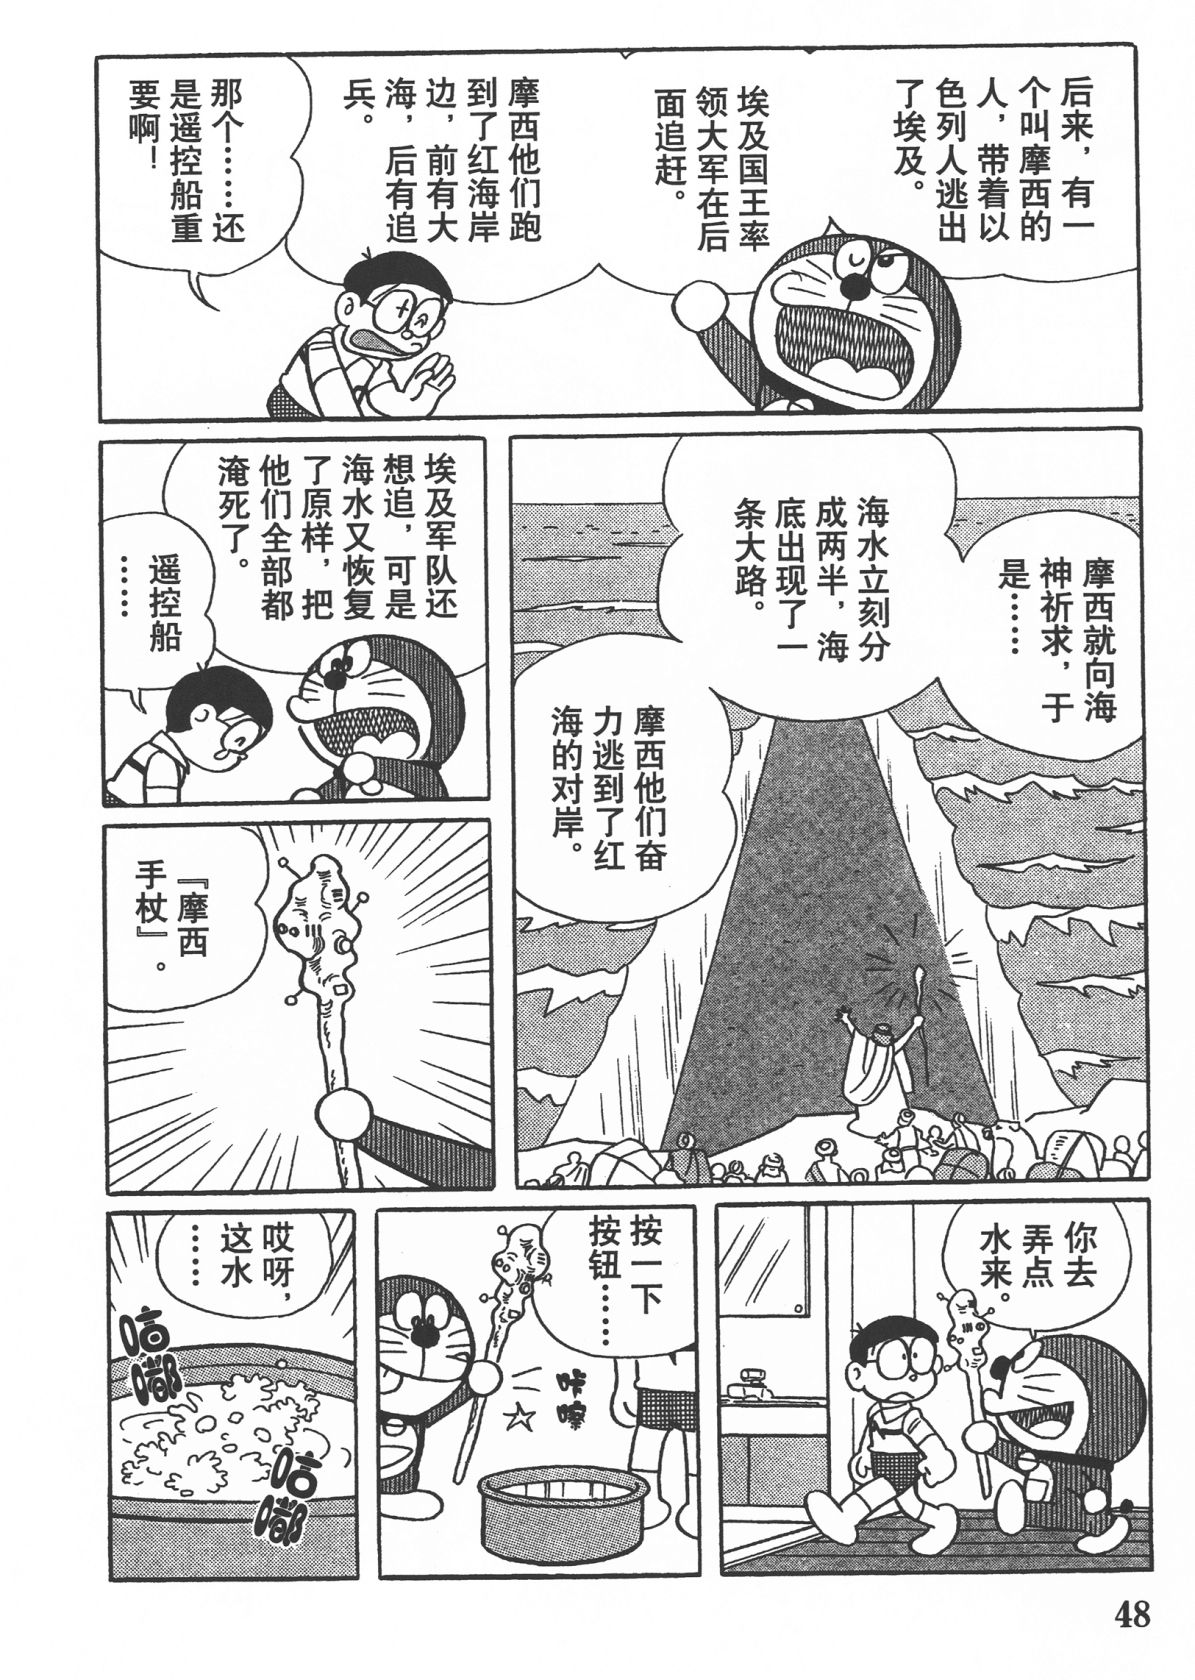 后来，有一
个叫摩西的
人，带着以
色列人逃出
了埃及。
埃及国王率
领大军在后
面追赶。
摩西他们跑
到了红海岸
边，前有大
海，后有追
兵。
那个……还
是遥控船重
要啊！
摩西就向海
神祈求，于
是……
海水立刻分
成两半，海
底出现了一
条大路。
摩西他们奋
力逃到了红
海的对岸。
埃及军队还
想追，可是
海水又恢复
了原样，把
他们全部都
淹死了。
遥控船
……
『摩西
手杖』。
你去
弄点
水来。
按一下
按钮……
咔嚓
哎呀，
这水
……
咕嘟
咕嘟
48